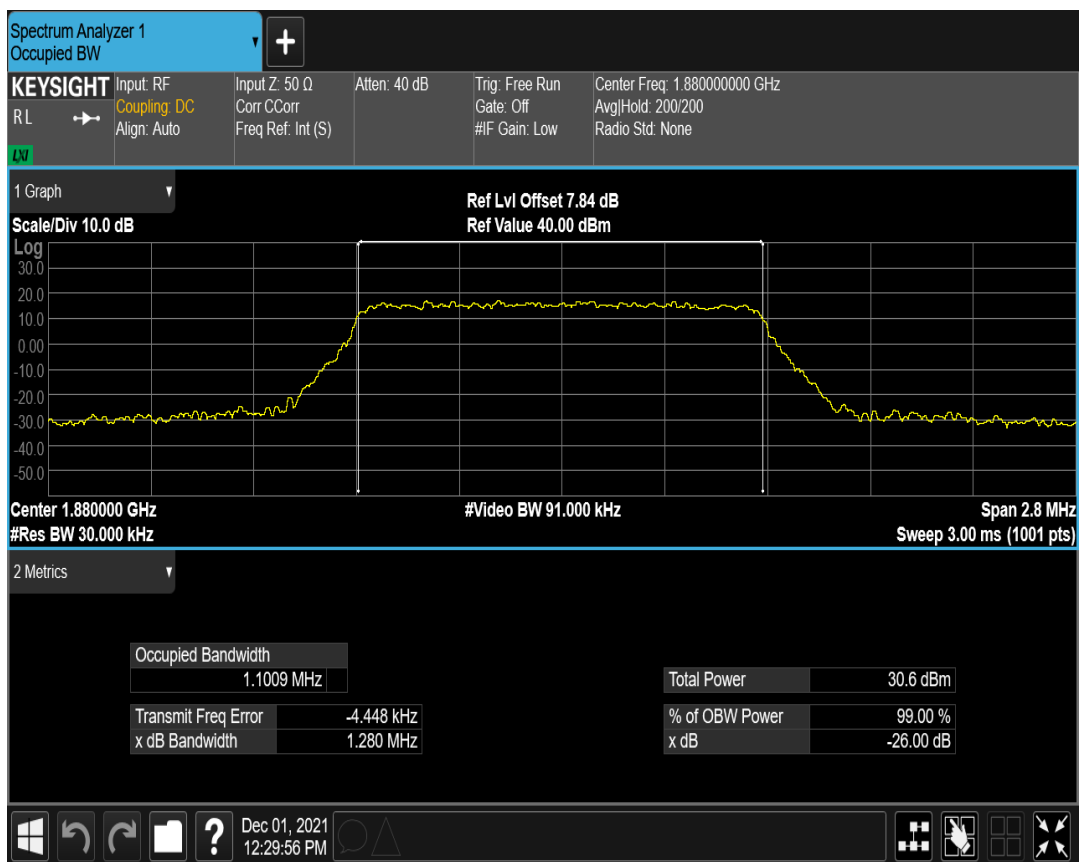 Spectrum Analyzer 1
Occupied BW
KEYSIGHT
RL
LXI
Input: RF
Coupling: DC
Align: Auto
Input Z: 50 Ω
Corr CCorr
Freq Ref: Int (S)
Atten: 40 dB
Trig: Free Run
Gate: Off
#IF Gain: Low
Center Freq: 1.880000000 GHz
Avg|Hold: 200/200
Radio Std: None
1 Graph
Ref Lvl Offset 7.84 dB
Scale/Div 10.0 dB
Ref Value 40.00 dBm
Log
30.0
20.0
10.0
0.00
-10.0
-20.0
-30.0
-40.0
-50.0
Center 1.880000 GHz
#Video BW 91.000 kHz
Span 2.8 MHz
#Res BW 30.000 kHz
Sweep 3.00 ms (1001 pts)
2 Metrics
Occupied Bandwidth
1.1009 MHz
Total Power 30.6 dBm
Transmit Freq Error -4.448 kHz
% of OBW Power 99.00 %
x dB Bandwidth 1.280 MHz
x dB -26.00 dB
?
Dec 01, 2021
12:29:56 PM